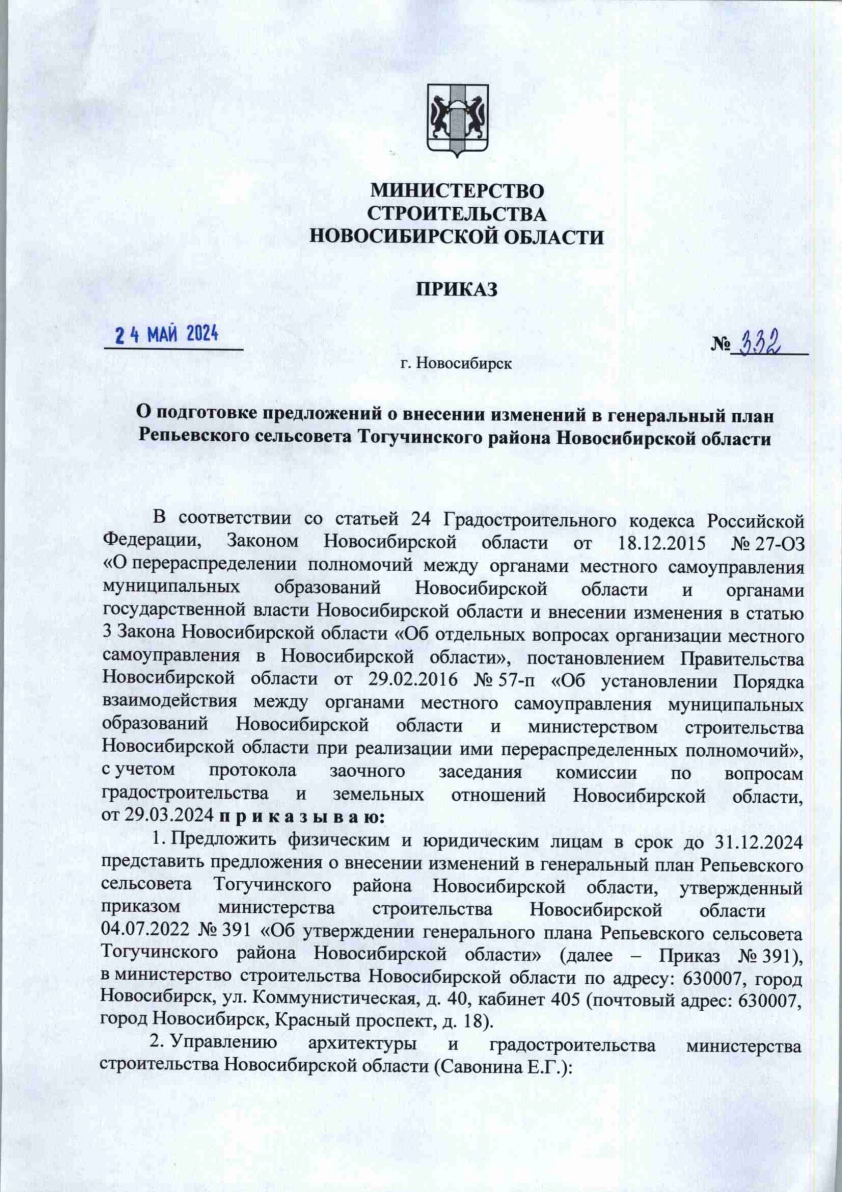 МИНИСТЕРСТВО
СТРОИТЕЛЬСТВА
НОВОСИБИРСКОЙ ОБЛАСТИ
ПРИКАЗ
24 МАЙ 2024
№ 332
г. Новосибирск
О подготовке предложений о внесении изменений в генеральный план
Репьевского сельсовета Тогучинского района Новосибирской области
В соответствии со статьей 24 Градостроительного кодекса Российской
Федерации, Законом Новосибирской области от 18.12.2015 № 27-ОЗ
«О перераспределении полномочий между органами местного самоуправления
муниципальных образований Новосибирской области и органами
государственной власти Новосибирской области и внесении изменения в статью
3 Закона Новосибирской области «Об отдельных вопросах организации местного
самоуправления в Новосибирской области», постановлением Правительства
Новосибирской области от 29.02.2016 № 57-п «Об установлении Порядка
взаимодействия между органами местного самоуправления муниципальных
образований Новосибирской области и министерством строительства
Новосибирской области при реализации ими перераспределенных полномочий»,
с учетом протокола заочного заседания комиссии по вопросам
градостроительства и земельных отношений Новосибирской области,
от 29.03.2024 п р и к а з ы в а ю:
1. Предложить физическим и юридическим лицам в срок до 31.12.2024
представить предложения о внесении изменений в генеральный план Репьевского
сельсовета Тогучинского района Новосибирской области, утвержденный
приказом министерства строительства Новосибирской области
04.07.2022 № 391 «Об утверждении генерального плана Репьевского сельсовета
Тогучинского района Новосибирской области» (далее – Приказ № 391),
в министерство строительства Новосибирской области по адресу: 630007, город
Новосибирск, ул. Коммунистическая, д. 40, кабинет 405 (почтовый адрес: 630007,
город Новосибирск, Красный проспект, д. 18).
2. Управлению архитектуры и градостроительства министерства
строительства Новосибирской области (Савонина Е.Г.):